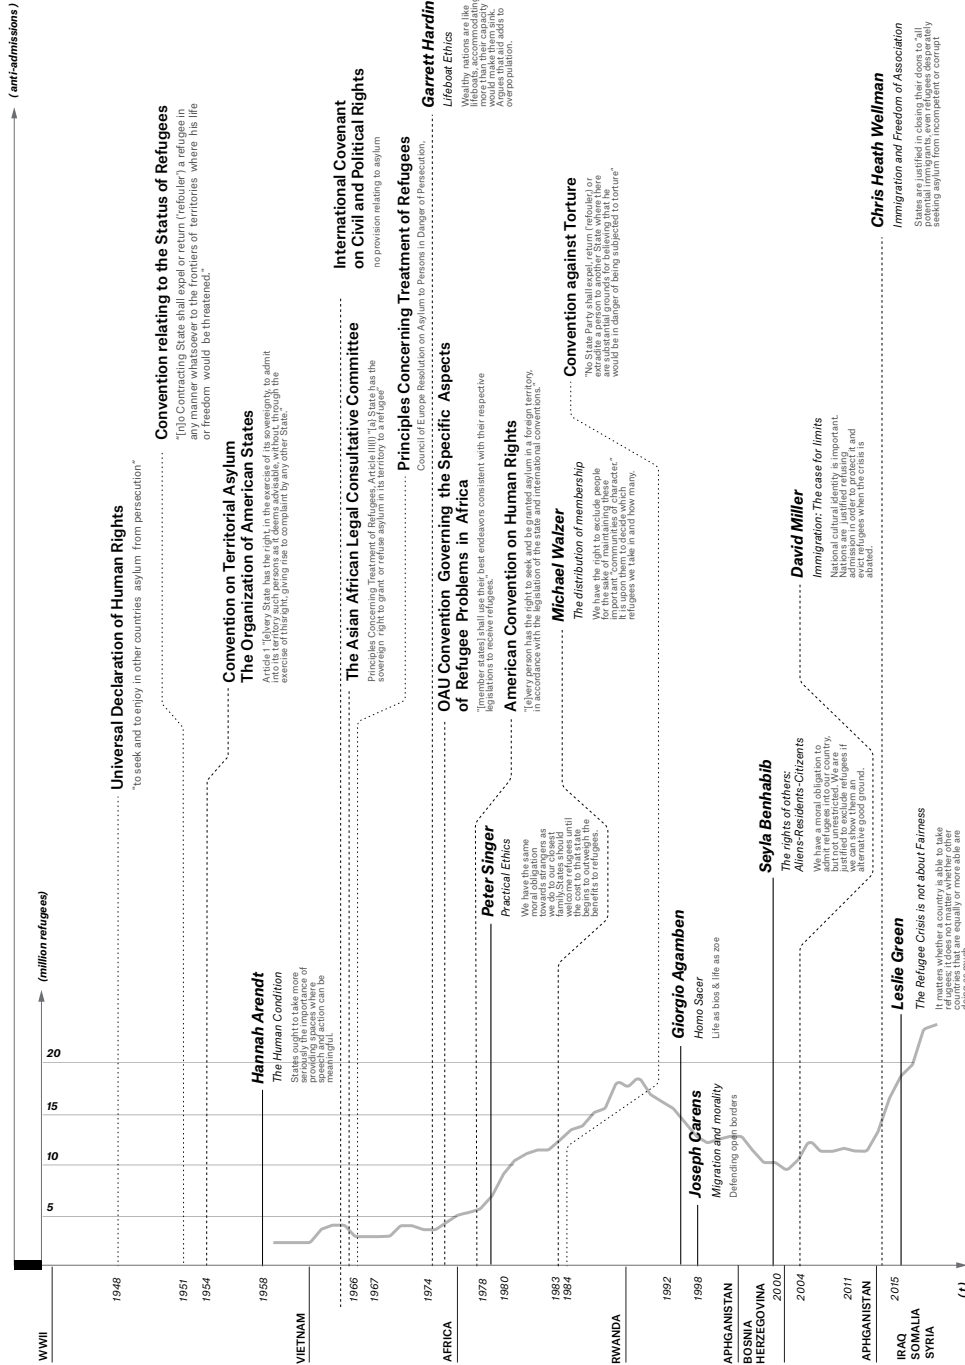 ( anti-admissions )
(million refugees)
20
15
10
5
Universal Declaration of Human Rights
"to seek and to enjoy in other countries asylum from persecution"
Convention relating to the Status of Refugees
"[n]o Contracting State shall expel or return ('refouler') a refugee in
any manner whatsoever to the frontiers of territories where his life
or freedom would be threatened."
Convention on Territorial Asylum
The Organization of American States
Article 1 "[e]very State has the right, in the exercise of its sovereignty, to admit
into its territory such persons as it deems advisable, without, through the
exercise of thisright, giving rise to complaint by any other State."
Hannah Arendt
The Human Condition
States ought to take more
seriously the importance of
providing spaces where
speech and action can be
meaningful.
International Covenant
on Civil and Political Rights
no provision relating to asylum
The Asian African Legal Consultative Committee
Principles Concerning Treatment of Refugees, Article III(I) "[a] State has the
sovereign right to grant or refuse asylum in its territory to a refugee"
Principles Concerning Treatment of Refugees
Council of Europe Resolution on Asylum to Persons in Danger of Persecution,
Garrett Hardin
Lifeboat Ethics
Wealthy nations are like
lifeboats, accommodating
more than their capacity
would make them sink.
Argues that aid adds to
overpopulation.
OAU Convention Governing the Specific Aspects
of Refugee Problems in Africa
"[member states] shall use their best endeavors consistent with their respective
legislations to receive refugees."
American Convention on Human Rights
"[e]very person has the right to seek and be granted asylum in a foreign territory,
in accordance with the legislation of the state and international conventions."
Peter Singer
Practical Ethics
We have the same
moral obligation
towards strangers as
we do to our closest
family.States should
welcome refugees until
the cost to that state
begins to outweigh the
benefits to refugees.
Michael Walzer
The distribution of membership
We have the right to exclude people
for the sake of maintaining these
important "communities of character."
It is upon them to decide which
refugees we take in and how many.
Convention against Torture
"No State Party shall expel, return ('refouler,) or
extradite a person to another State where there
are substantial grounds for believing that he
would be in danger of being subjected to torture"
Giorgio Agamben
Homo Sacer
Life as bios & life as zoe
Joseph Carens
Migration and morality
Defending open borders
Seyla Benhabib
The rights of others:
Aliens-Residents-Citizents
We have a moral obligation to
admit refugees into our country,
but not unrestricted. We are
justified to exclude refugees if
we can show them an
alternative good ground.
David Miller
Immigration: The case for limits
National cultural identity is important.
Nations are justified refusing
admission in order to protect it and
evict refugees when the crisis is
abated.
Chris Heath Wellman
Immigration and Freedom of Association
States are justified in closing their doors to "all
potential immigrants, even refugees desperately
seeking asylum from incompetent or corrupt
Leslie Green
The Refugee Crisis is not about Fairness
It matters whether a country is able to take
refugees; it does not matter whether other
countries that are equally or more able are
1948
1951
1954
1958
1966
1967
1974
1978
1980
1983
1984
1992
1998
2000
2004
2011
2015
(t)
WWII
VIETNAM
AFRICA
RWANDA
APHGANISTAN
BOSNIA
HERZEGOVINA
APHGANISTAN
IRAQ
SOMALIA
SYRIA